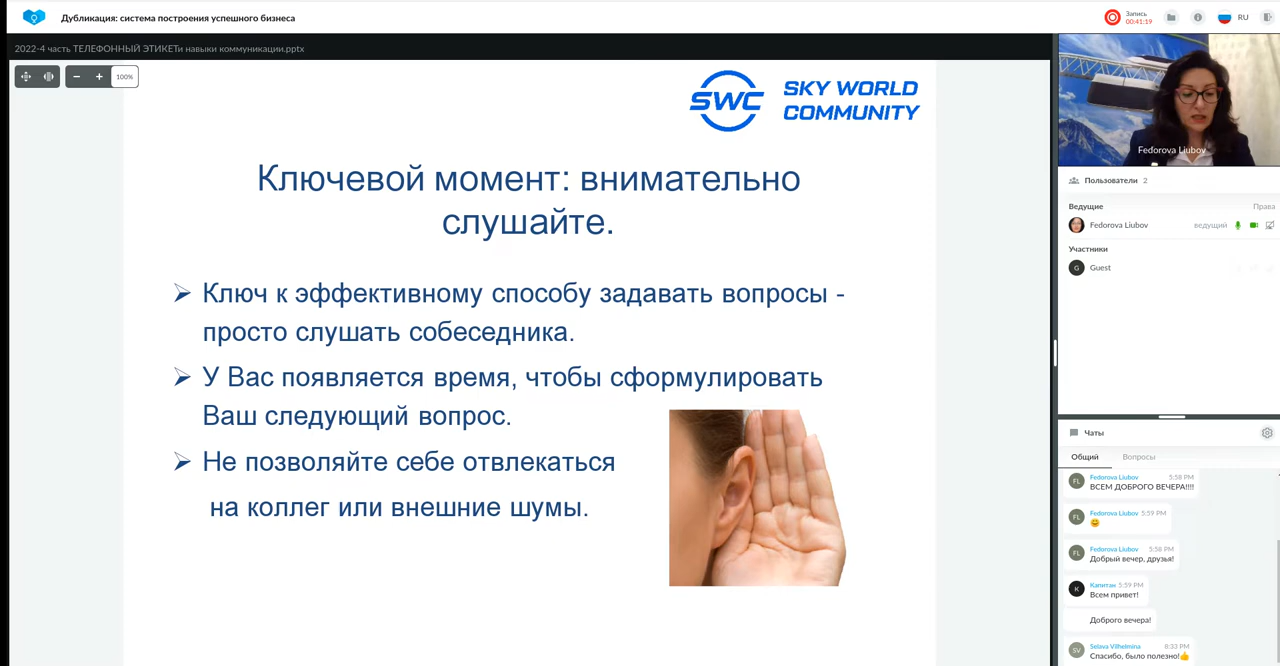 Дубликация: система построения успешного бизнеса
Запись
00:41:19
RU
2022-4 часть ТЕЛЕФОННЫЙ ЭТИКЕТи навыки коммуникации.pptx
100%
SWC
SKY WORLD
COMMUNITY
Ключевой момент: внимательно
слушайте.
Ключ к эффективному способу задавать вопросы -
просто слушать собеседника.
У Вас появляется время, чтобы сформулировать
Ваш следующий вопрос.
Не позволяйте себе отвлекаться
на коллег или внешние шумы.
Fedorova Liubov
Пользователи 2
Ведущие Права
Fedorova Liubov ведущий
Участники
G Guest
Чаты
Общий Вопросы
FL Fedorova Liubov 5:58 PM
ВСЕМ ДОБРОГО ВЕЧЕРА!!!!
FL Fedorova Liubov 5:59 PM
😊
FL Fedorova Liubov 5:58 PM
Добрый вечер, друзья!
К Капитэн 5:59 PM
Всем привет!
Доброго вечера!
SV Selava Vilhelmina 8:33 PM
Спасибо, было полезно!👍